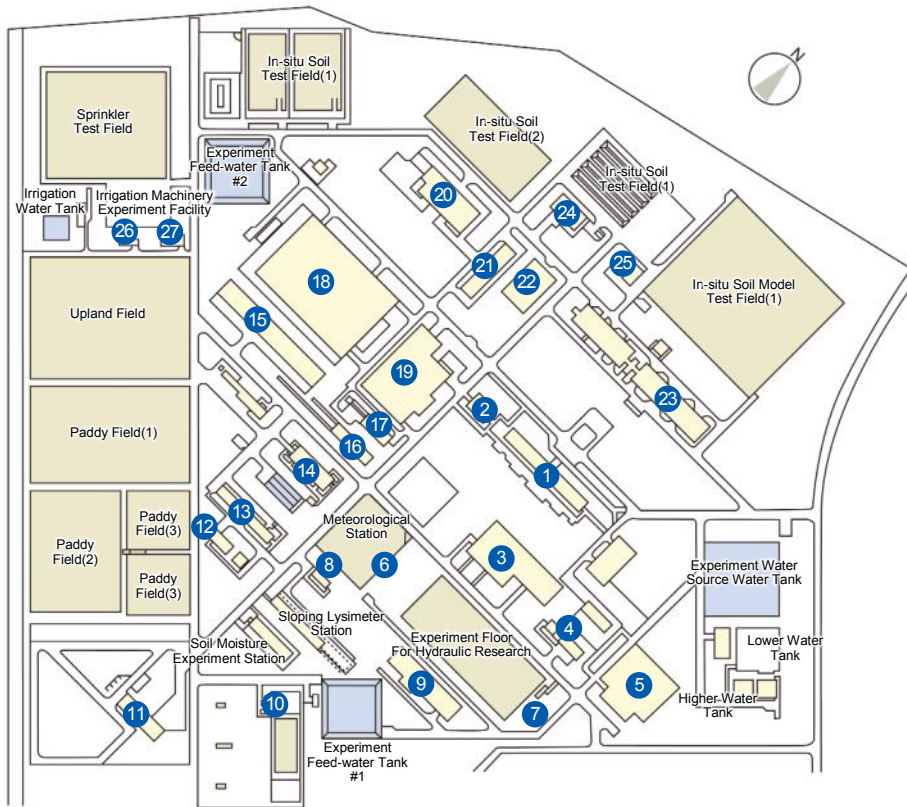 In-situ Soil
Test Field(1)
N
Sprinkler
Test Field
In-situ Soil
Test Field(2)
Experiment
Feed-water Tank
#2
In-situ Soil
Test Field(1)
Irrigation
Water Tank
Irrigation Machinery
Experiment Facility
20
24
26
27
21
22
25
18
In-situ Soil Model
Test Field(1)
Upland Field
15
19
23
2
17
Paddy Field(1)
16
14
1
Paddy
Field(2)
Paddy
Field(3)
12
13
Meteorological
Station
3
8
6
Experiment Water
Source Water Tank
Paddy
Field(3)
Sloping Lysimeter
Station
Soil Moisture
Experiment Station
Experiment Floor
For Hydraulic Research
4
Lower Water
Tank
9
5
Higher Water
Tank
10
7
11
Experiment
Feed-water Tank
#1